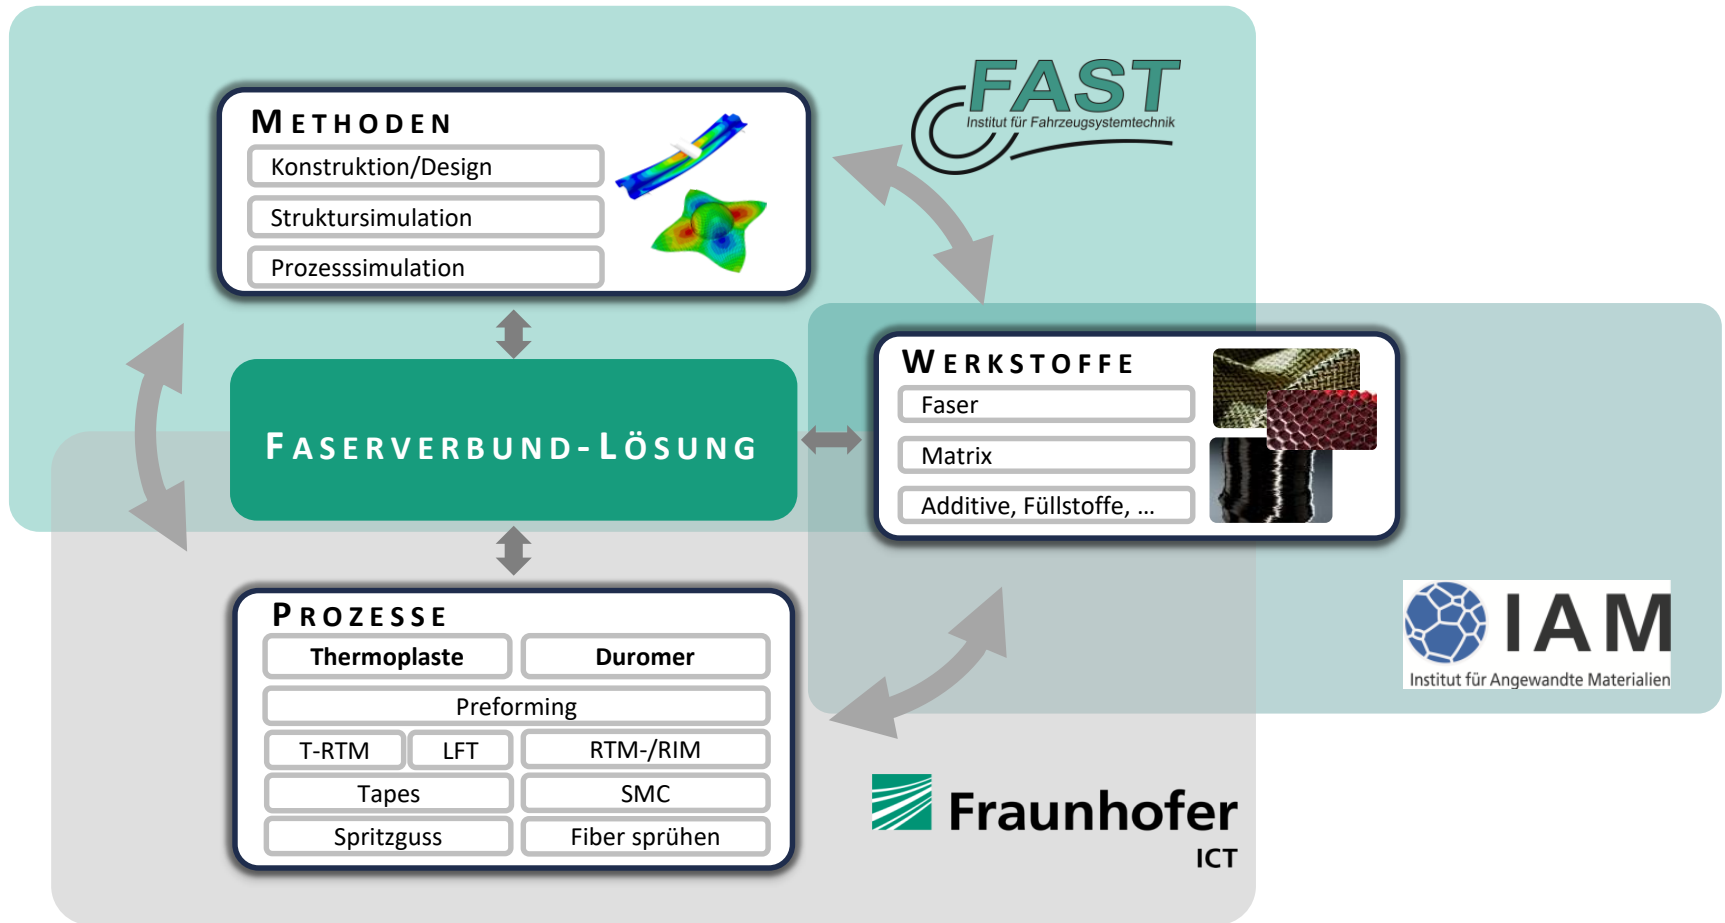 FAST
Institut für Fahrzeugsystemtechnik
METHODEN
Konstruktion/Design
Struktursimulation
Prozesssimulation
FASERVERBUND-LÖSUNG
WERKSTOFFE
Faser
Matrix
Additive, Füllstoffe, ...
PROZESSE
Thermoplaste Duromer
Preforming
T-RTM LFT RTM-/RIM
Tapes SMC
Spritzguss Fiber sprühen
IAM
Institut für Angewandte Materialien
Fraunhofer
ICT